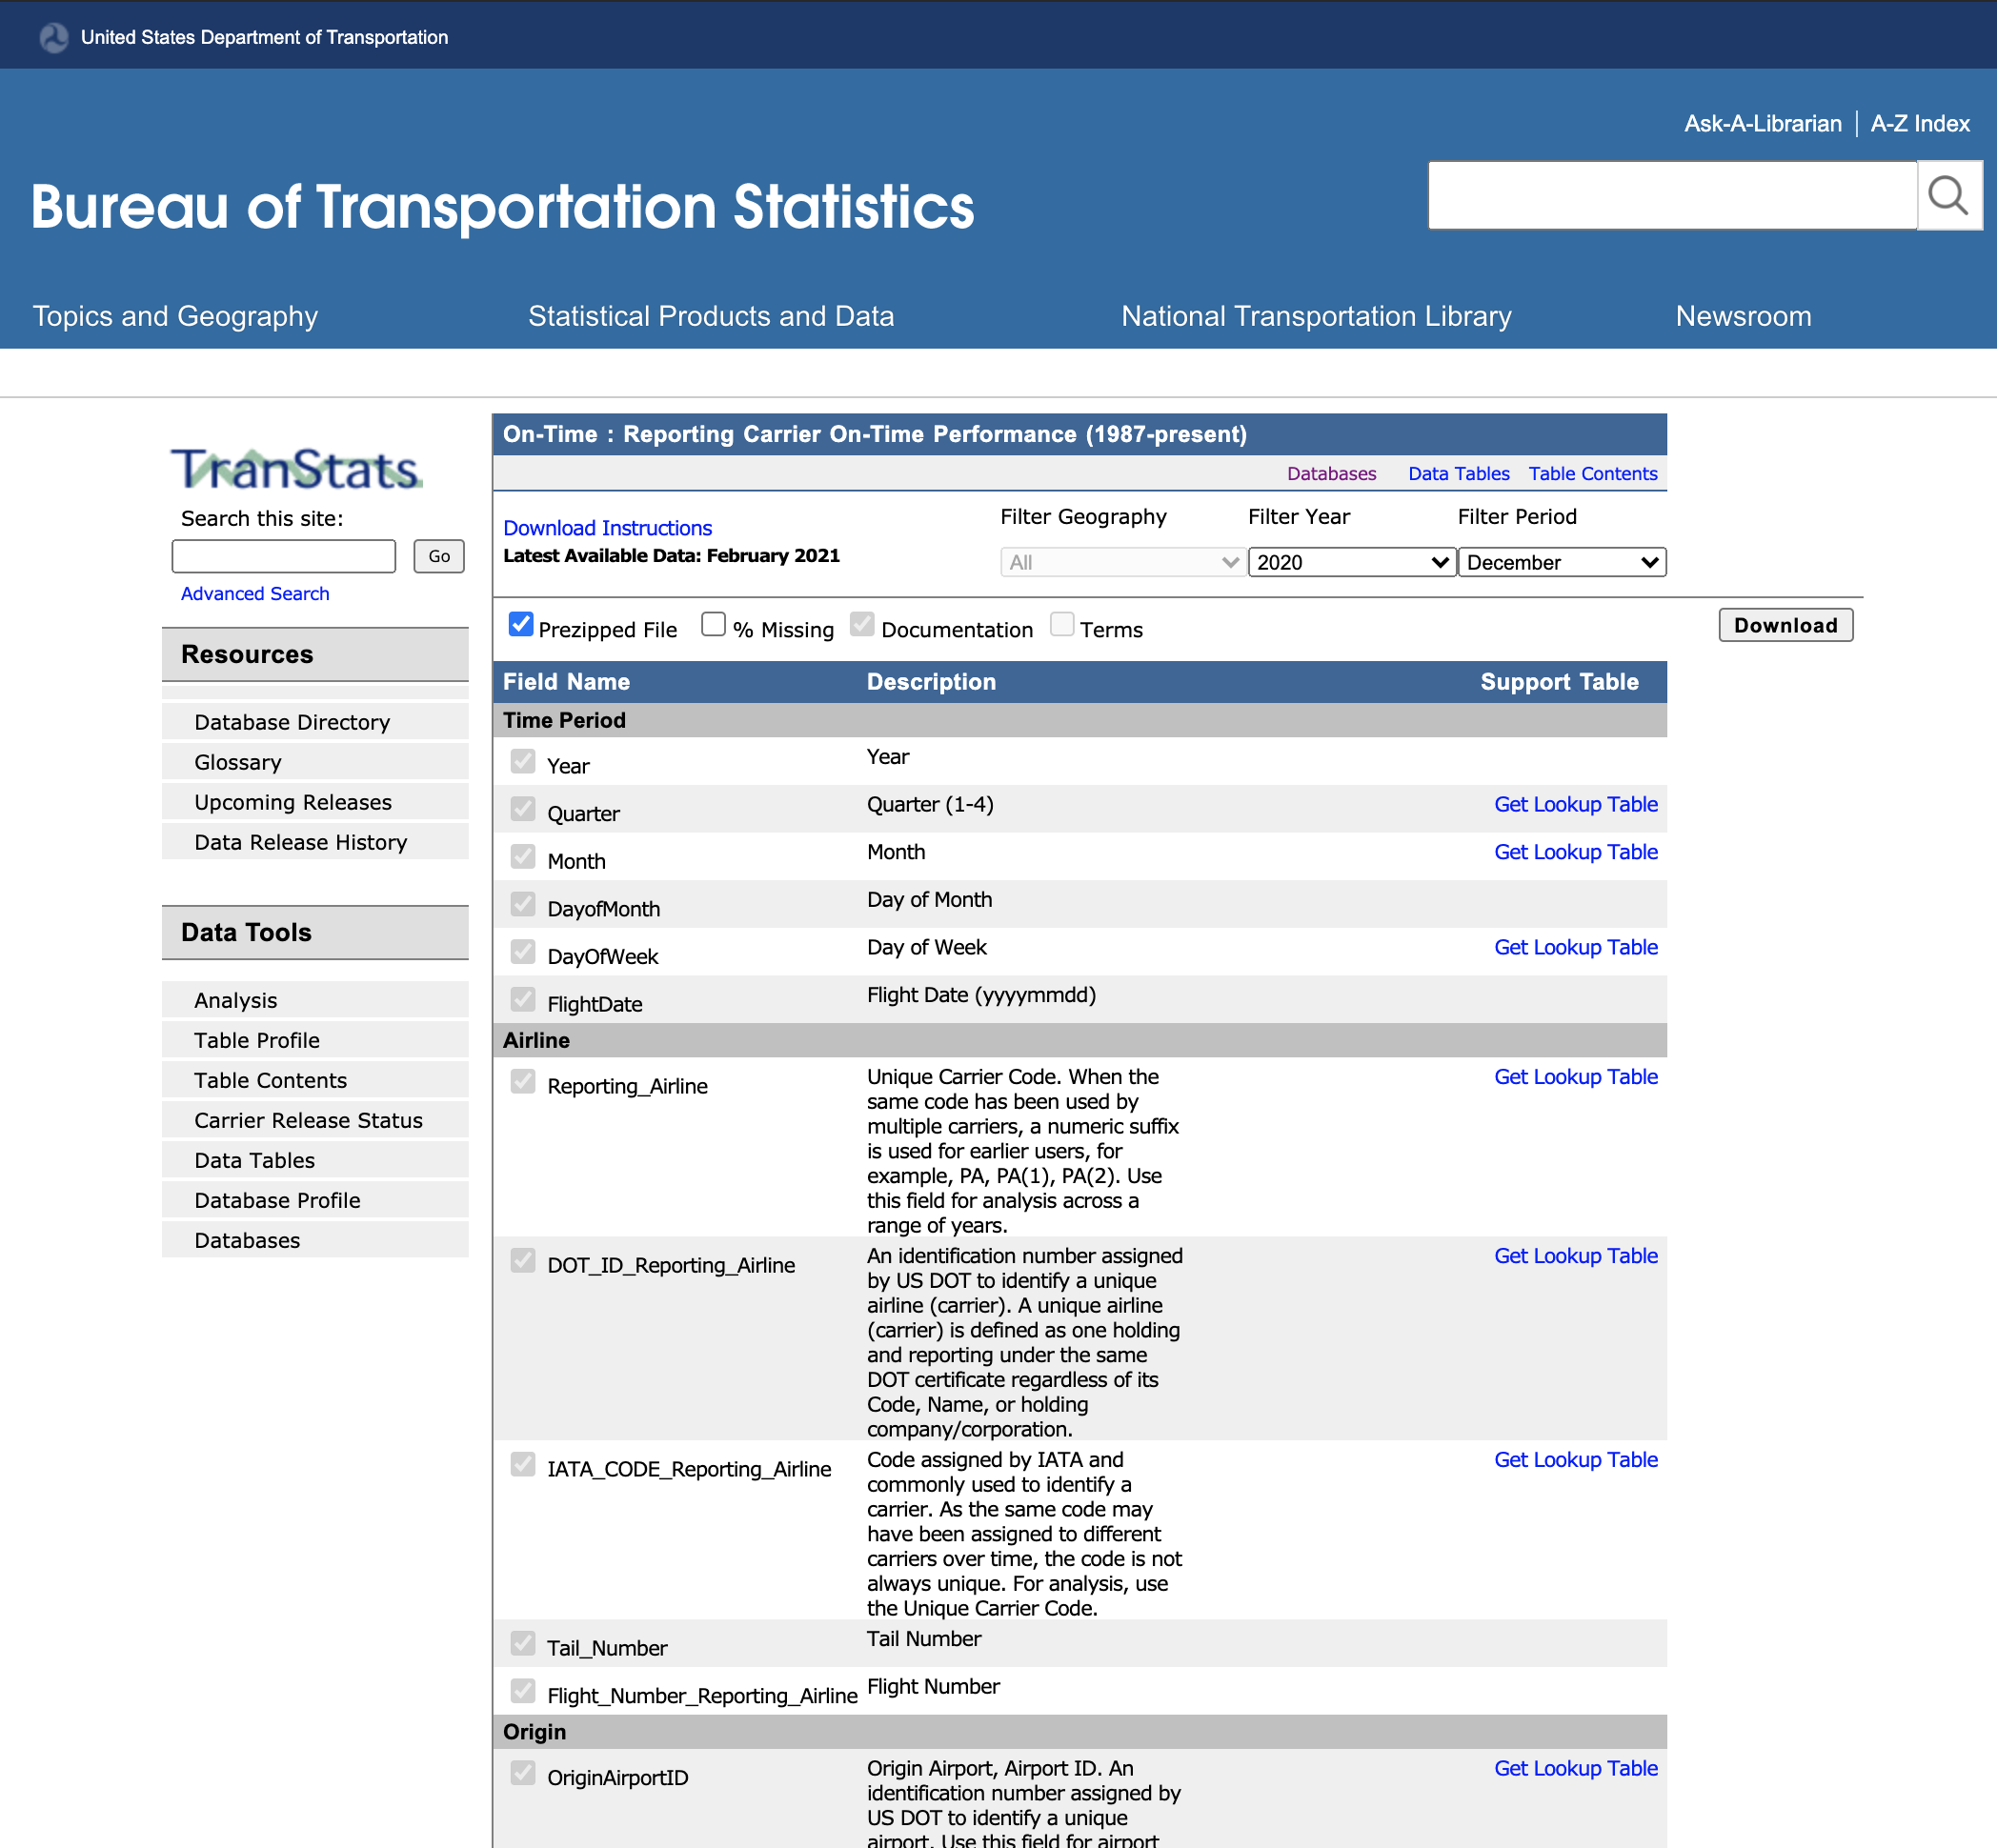 United States Department of Transportation
Ask-A-Librarian | A-Z Index
Bureau of Transportation Statistics
Topics and Geography
Statistical Products and Data
National Transportation Library
Newsroom
TranStats
Search this site:
Go
Advanced Search
Resources
Database Directory
Glossary
Upcoming Releases
Data Release History
Data Tools
Analysis
Table Profile
Table Contents
Carrier Release Status
Data Tables
Database Profile
Databases
On-Time : Reporting Carrier On-Time Performance (1987-present)
Databases Data Tables Table Contents
Download Instructions
Latest Available Data: February 2021
Filter Geography Filter Year Filter Period
All 2020 December
Prezipped File % Missing Documentation Terms
Download
Field Name Description Support Table
Time Period
Year Year
Quarter Quarter (1-4) Get Lookup Table
Month Month Get Lookup Table
DayofMonth Day of Month
DayOfWeek Day of Week Get Lookup Table
FlightDate Flight Date (yyyymmdd)
Airline
Reporting_Airline Unique Carrier Code. When the Get Lookup Table
same code has been used by
multiple carriers, a numeric suffix
is used for earlier users, for
example, PA, PA(1), PA(2). Use
this field for analysis across a
range of years.
DOT_ID_Reporting_Airline An identification number assigned Get Lookup Table
by US DOT to identify a unique
airline (carrier). A unique airline
(carrier) is defined as one holding
and reporting under the same
DOT certificate regardless of its
Code, Name, or holding
company/corporation.
IATA_CODE_Reporting_Airline Code assigned by IATA and Get Lookup Table
commonly used to identify a
carrier. As the same code may
have been assigned to different
carriers over time, the code is not
always unique. For analysis, use
the Unique Carrier Code.
Tail_Number Tail Number
Flight_Number_Reporting_Airline Flight Number
Origin
OriginAirportID Origin Airport, Airport ID. An Get Lookup Table
identification number assigned by
US DOT to identify a unique
airport. Use this field for airport